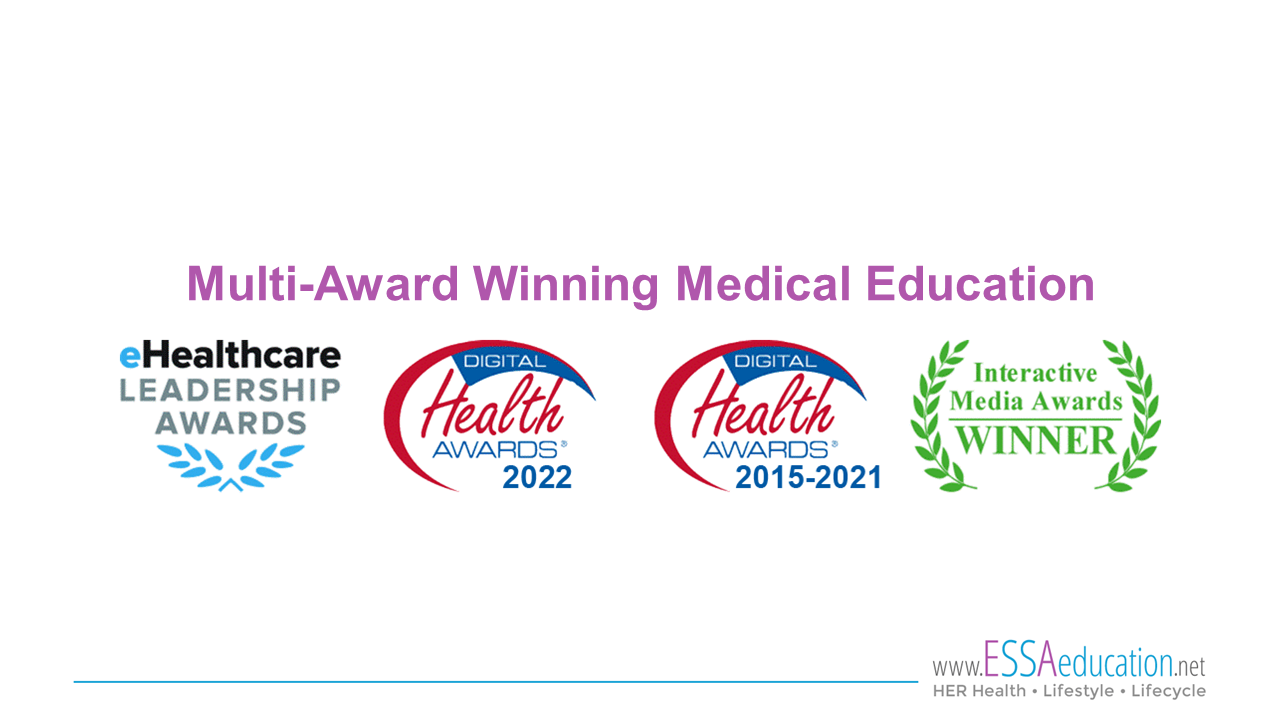 Multi-Award Winning Medical Education
eHealthcare
LEADERSHIP
AWARDS
DIGITAL
Health
AWARDS®
2022
DIGITAL
Health
AWARDS®
2015-2021
Interactive
Media Awards
WINNER
www.ESSAeducation.net
HER Health • Lifestyle • Lifecycle